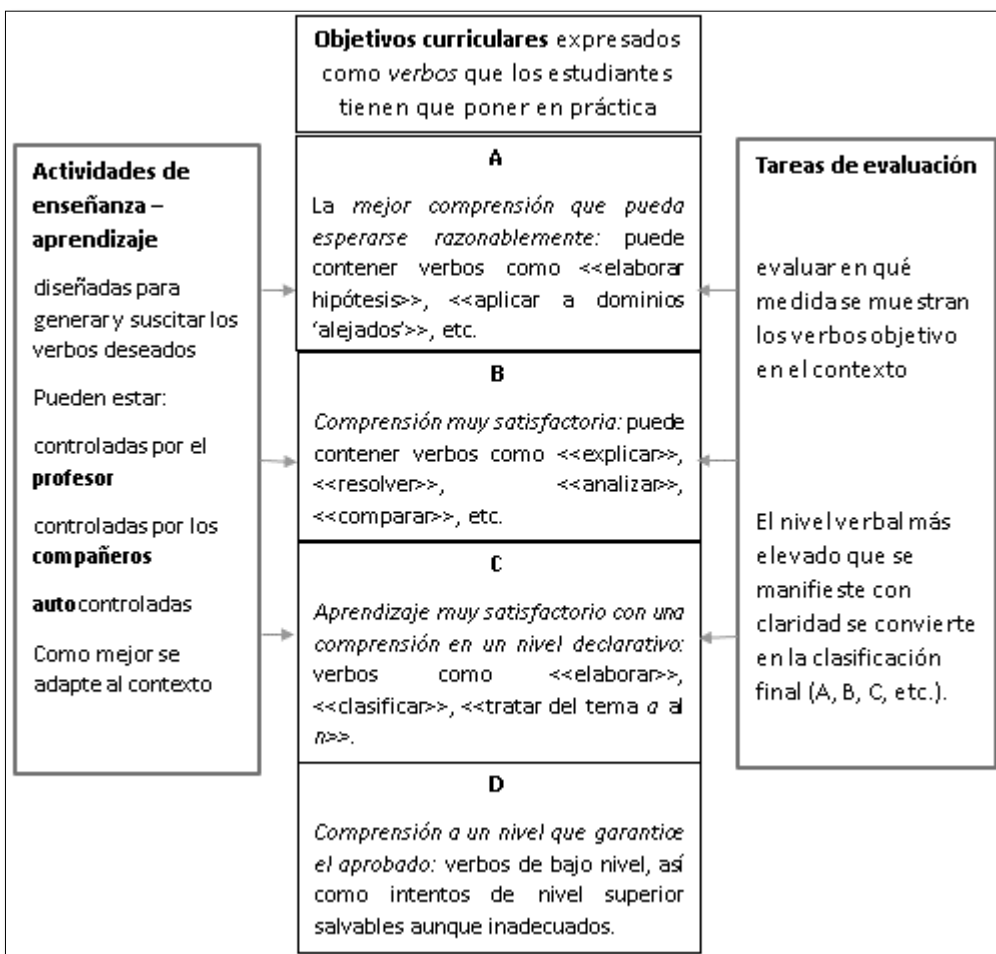 Objetivos curriculares expresados
como verbos que los estudiantes
tienen que poner en práctica
Actividades de
enseñanza –
aprendizaje
diseñadas para
generar y suscitar los
verbos deseados
Pueden estar:
controladas por el
profesor
controladas por los
compañeros
autocontroladas
Como mejor se
adapte al contexto
A
La mejor comprensión que pueda
esperarse razonablemente: puede
contener verbos como <<elaborar
hipótesis>>, <<aplicar a dominios
‘alejados’>>, etc.
B
Comprensión muy satisfactoria: puede
contener verbos como <<explicar>>,
<<resolver>>, <<analizar>>,
<<comparar>>, etc.
C
Aprendizaje muy satisfactorio con una
comprensión en un nivel declarativo:
verbos como <<elaborar>>,
<<clasificar>>, <<tratar del tema a al
n>>.
D
Comprensión a un nivel que garantice
el aprobado: verbos de bajo nivel, así
como intentos de nivel superior
salvables aunque inadecuados.
Tareas de evaluación
evaluar en qué
medida se muestran
los verbos objetivo
en el contexto
El nivel verbal más
elevado que se
manifieste con
claridad se convierte
en la clasificación
final (A, B, C, etc.).